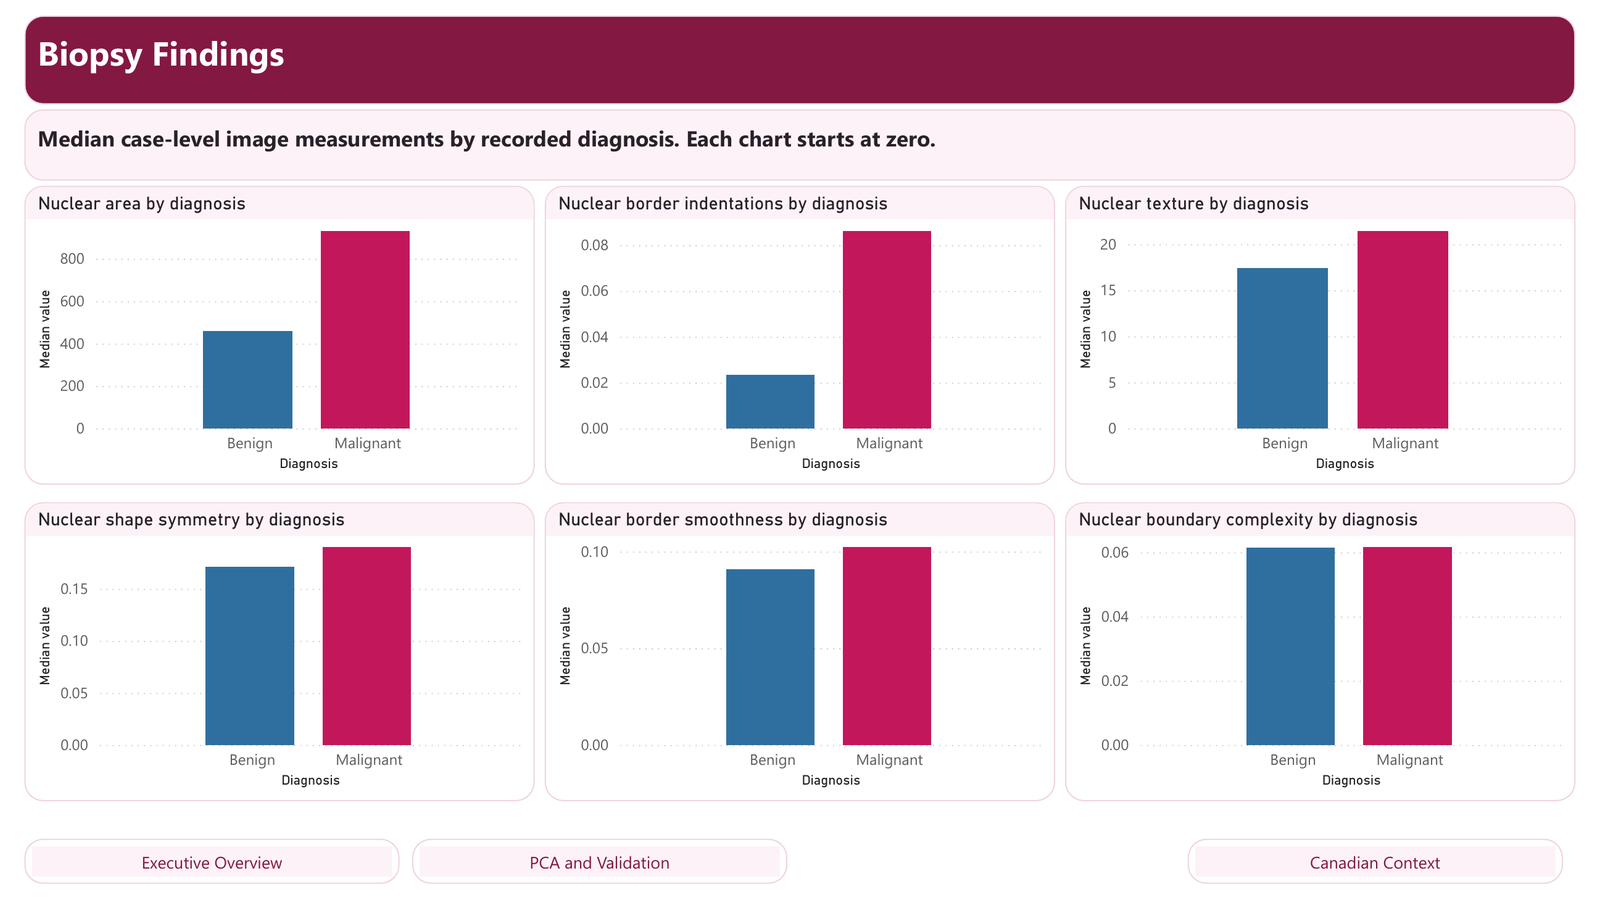 Biopsy Findings
Median case-level image measurements by recorded diagnosis. Each chart starts at zero.
Nuclear area by diagnosis
Median value
800
600
400
200
0
Benign
Malignant
Diagnosis
Nuclear border indentations by diagnosis
Median value
0.08
0.06
0.04
0.02
0.00
Benign
Malignant
Diagnosis
Nuclear texture by diagnosis
Median value
20
15
10
5
0
Benign
Malignant
Diagnosis
Nuclear shape symmetry by diagnosis
Median value
0.15
0.10
0.05
0.00
Benign
Malignant
Diagnosis
Nuclear border smoothness by diagnosis
Median value
0.10
0.05
0.00
Benign
Malignant
Diagnosis
Nuclear boundary complexity by diagnosis
Median value
0.06
0.04
0.02
0.00
Benign
Malignant
Diagnosis
Executive Overview
PCA and Validation
Canadian Context